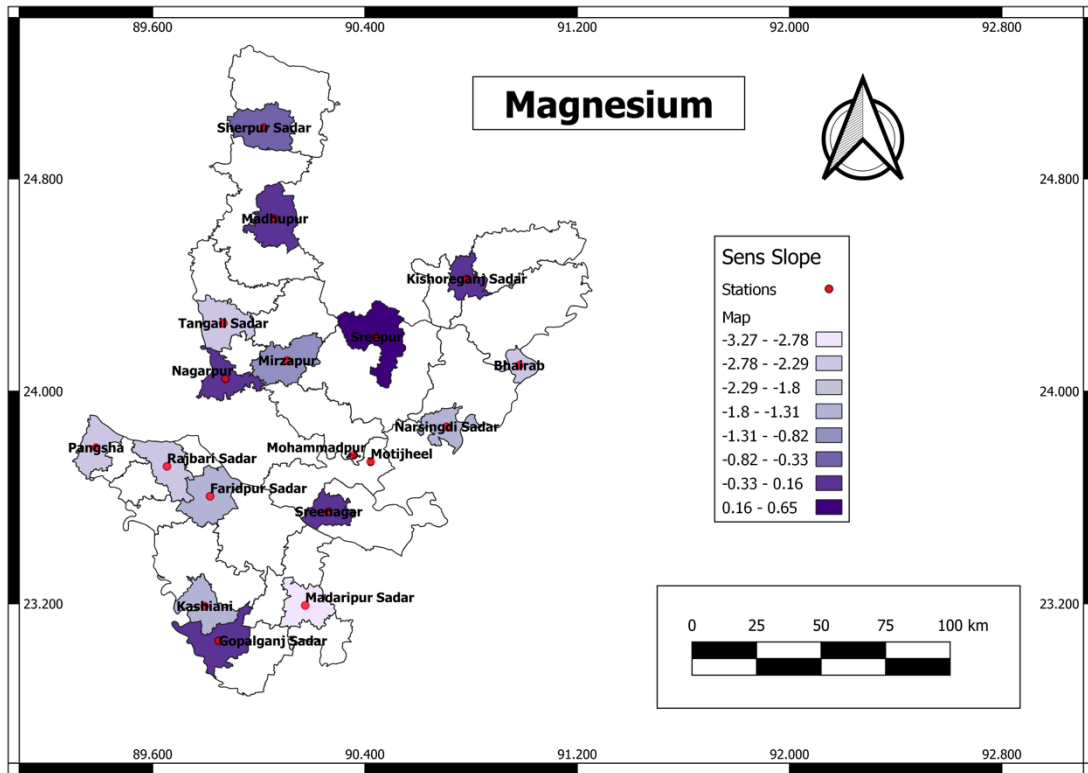 89.600 90.400 91.200 92.000 92.800
Magnesium
Sherpur Sadar
24.800 24.800
Madhupur
Kishoreganj Sadar
Tangail Sadar
Sreepur
Mirzapur
Nagarpur
Bhairab
24.000 24.000
Narsingdi Sadar
Pangsha
Mohammadpur
Motijheel
Rajbari Sadar
Faridpur Sadar
Sreenagar
23.200 23.200
Kashiani
Madaripur Sadar
Gopalganj Sadar
Sens Slope
Stations
Map
-3.27 - -2.78
-2.78 - -2.29
-2.29 - -1.8
-1.8 - -1.31
-1.31 - -0.82
-0.82 - -0.33
-0.33 - 0.16
0.16 - 0.65
0 25 50 75 100 km
89.600 90.400 91.200 92.000 92.800